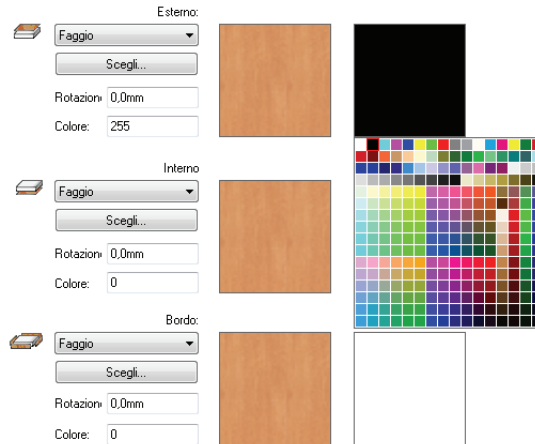 Esterno:
Faggio
Scegli...
Rotazion 0,0mm
Colore: 255
Interno
Faggio
Scegli...
Rotazion 0,0mm
Colore: 0
Bordo:
Faggio
Scegli...
Rotazion 0,0mm
Colore: 0